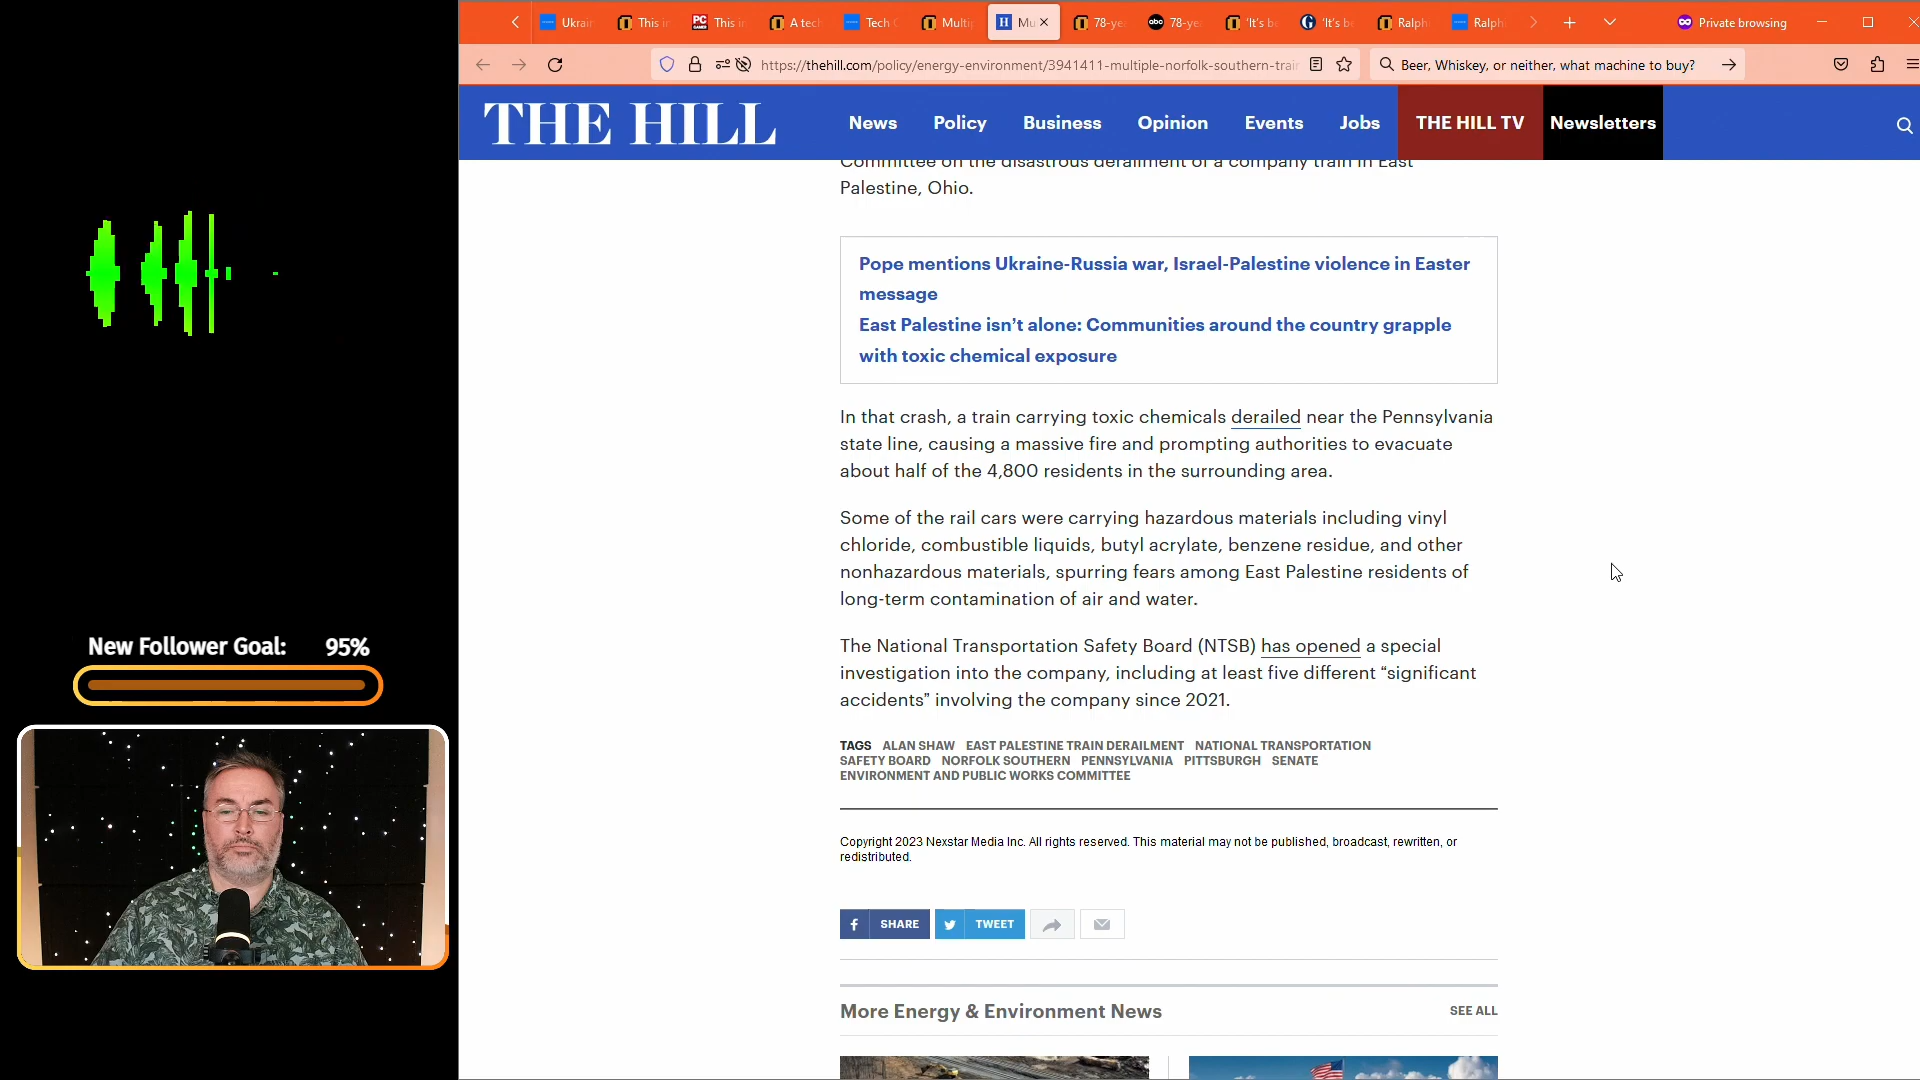 Ukrain
This i
PC GAMER
This i
A tech
Tech C
Multip
H
Mu
78-yea
abc
78-yea
'It's be
G
'It's be
Ralph
Ralph
Private browsing
https://thehill.com/policy/energy-environment/3941411-multiple-norfolk-southern-trai
Beer, Whiskey, or neither, what machine to buy?
THE HILL
News
Policy
Business
Opinion
Events
Jobs
THE HILL TV
Newsletters
Committee on the disastrous derailment of a company train in East
Palestine, Ohio.
Pope mentions Ukraine-Russia war, Israel-Palestine violence in Easter
message
East Palestine isn’t alone: Communities around the country grapple
with toxic chemical exposure
In that crash, a train carrying toxic chemicals derailed near the Pennsylvania
state line, causing a massive fire and prompting authorities to evacuate
about half of the 4,800 residents in the surrounding area.
Some of the rail cars were carrying hazardous materials including vinyl
chloride, combustible liquids, butyl acrylate, benzene residue, and other
nonhazardous materials, spurring fears among East Palestine residents of
long-term contamination of air and water.
The National Transportation Safety Board (NTSB) has opened a special
investigation into the company, including at least five different “significant
accidents” involving the company since 2021.
TAGS ALAN SHAW EAST PALESTINE TRAIN DERAILMENT NATIONAL TRANSPORTATION
SAFETY BOARD NORFOLK SOUTHERN PENNSYLVANIA PITTSBURGH SENATE
ENVIRONMENT AND PUBLIC WORKS COMMITTEE
Copyright 2023 Nexstar Media Inc. All rights reserved. This material may not be published, broadcast, rewritten, or
redistributed.
SHARE
TWEET
More Energy & Environment News
SEE ALL
New Follower Goal: 95%